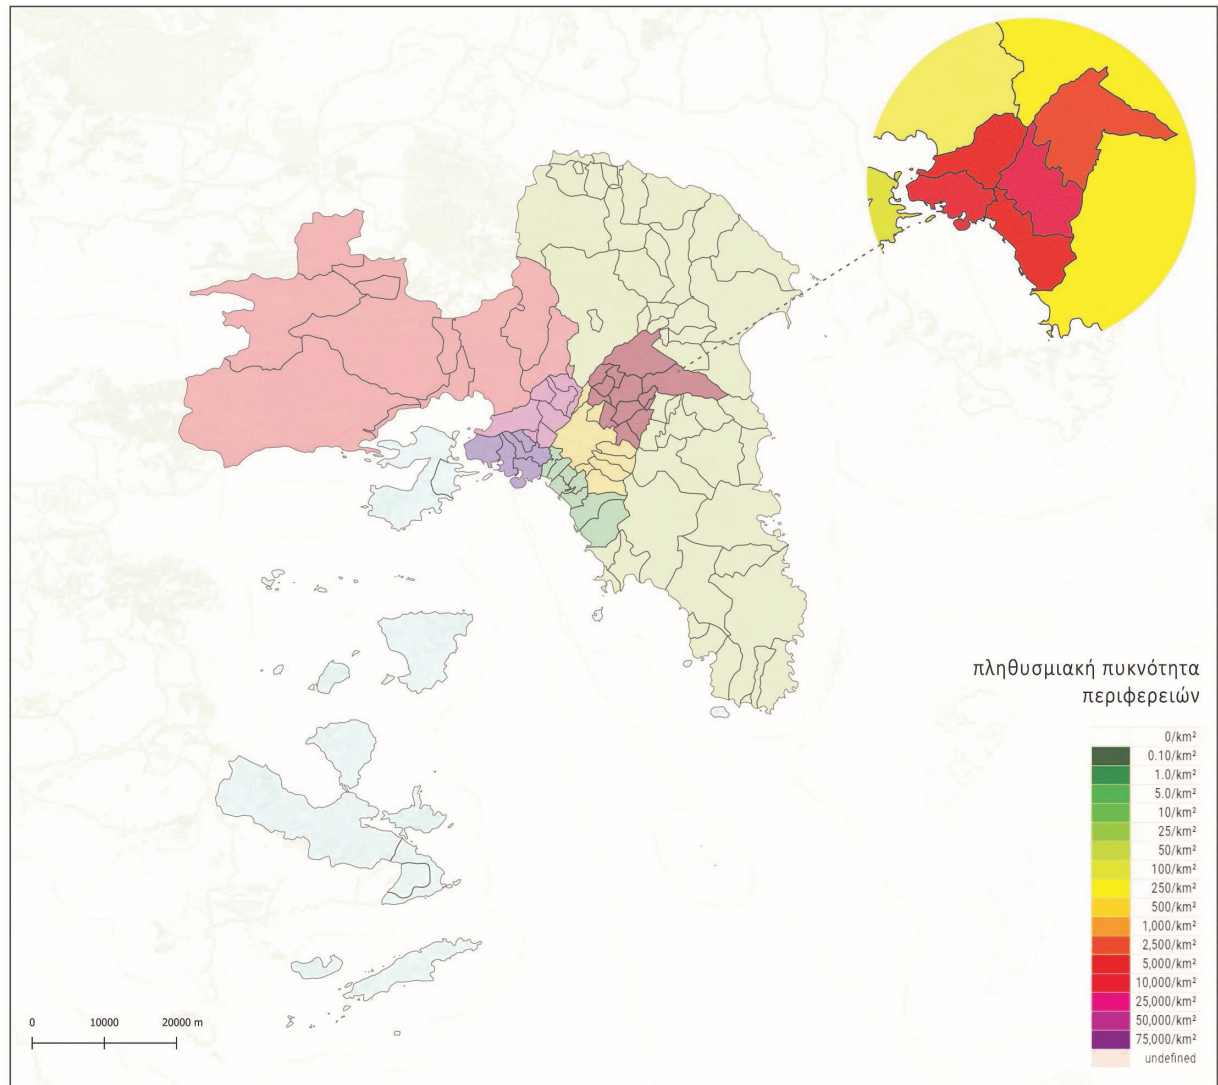 πληθυσμιακή πυκνότητα
περιφερειών
0/km²
0.10/km²
1.0/km²
5.0/km²
10/km²
25/km²
50/km²
100/km²
250/km²
500/km²
1,000/km²
2,500/km²
5,000/km²
10,000/km²
25,000/km²
50,000/km²
75,000/km²
undefined
0 10000 20000 m